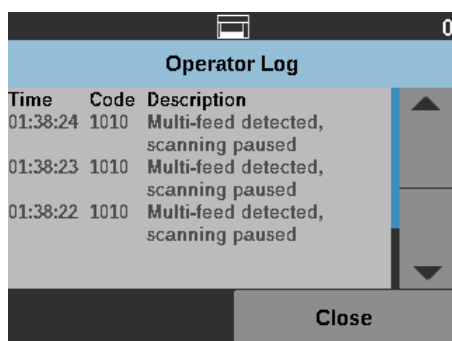 0
Operator Log
Time Code Description
01:38:24 1010 Multi-feed detected,
scanning paused
01:38:23 1010 Multi-feed detected,
scanning paused
01:38:22 1010 Multi-feed detected,
scanning paused
Close